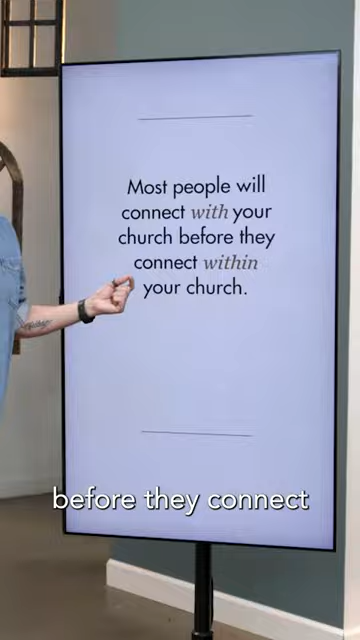 Most people will
connect with your
church before they
connect within
your church.
before they connect